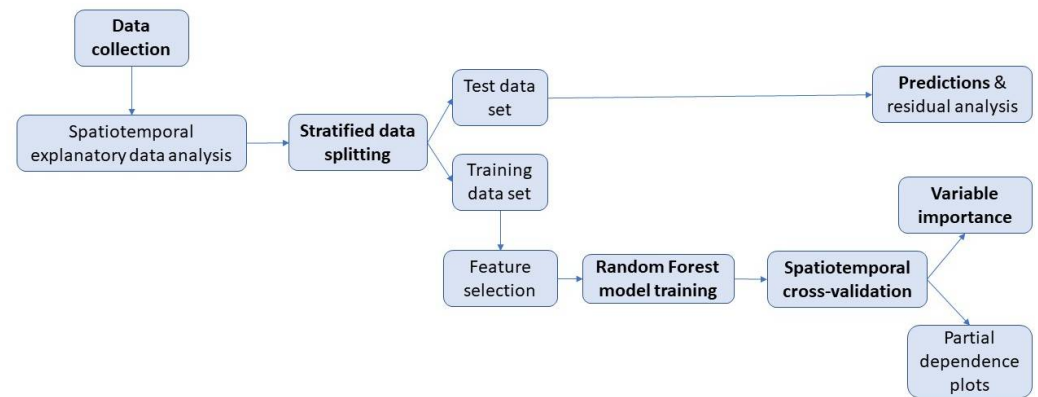 Data
collection
Spatiotemporal
explanatory data analysis
Stratified data
splitting
Test data
set
Predictions &
residual analysis
Training
data set
Feature
selection
Random Forest
model training
Spatiotemporal
cross-validation
Variable
importance
Partial
dependence
plots